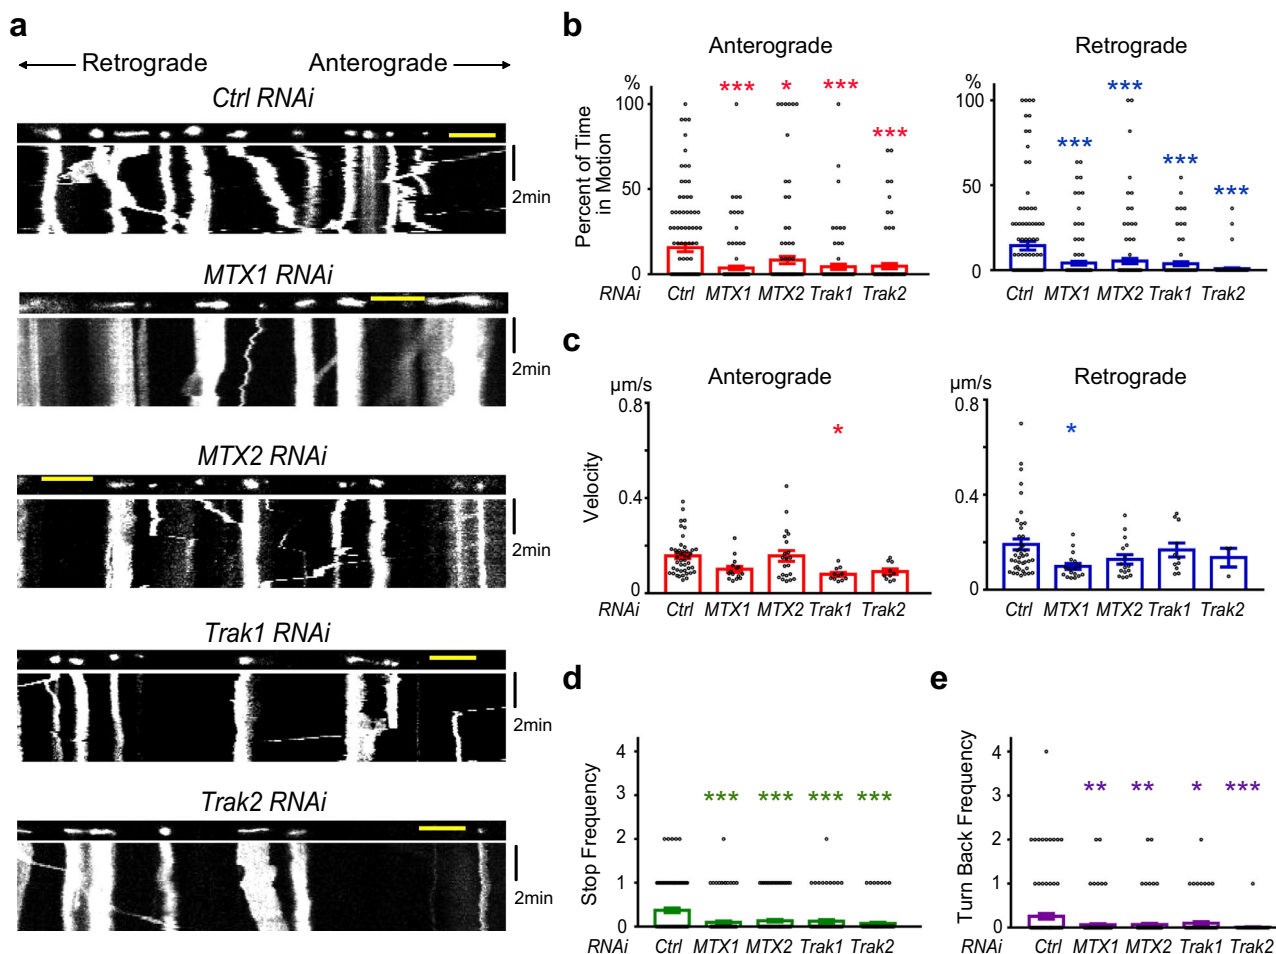 a
Retrograde Anterograde
Ctrl RNAi
2min
MTX1 RNAi
2min
MTX2 RNAi
2min
Trak1 RNAi
2min
Trak2 RNAi
2min
b
Anterograde
%
100
50
0
Percent of Time
in Motion
*** * *** ***
RNAi Ctrl MTX1 MTX2 Trak1 Trak2
Retrograde
%
100
50
0
*** *** *** ***
Ctrl MTX1 MTX2 Trak1 Trak2
c
Anterograde
µm/s
0.8
0.4
0
Velocity
*
RNAi Ctrl MTX1 MTX2 Trak1 Trak2
Retrograde
µm/s
0.8
0.4
0
*
Ctrl MTX1 MTX2 Trak1 Trak2
d
4
3
2
1
0
Stop Frequency
*** *** *** ***
RNAi Ctrl MTX1 MTX2 Trak1 Trak2
e
4
3
2
1
0
Turn Back Frequency
** ** * ***
RNAi Ctrl MTX1 MTX2 Trak1 Trak2